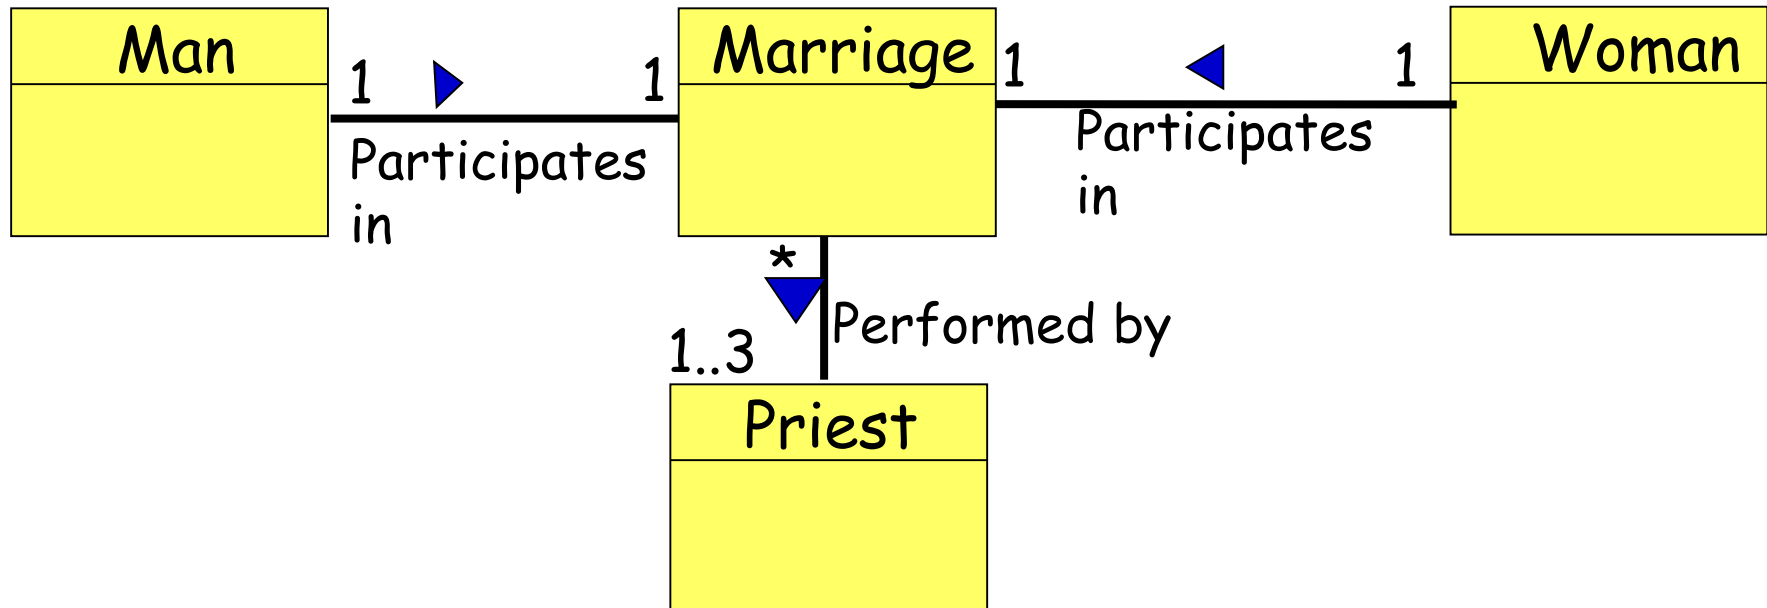 Man
1
1
Participates
in
Marriage
1
1
Participates
in
Woman
*
Performed by
1..3
Priest